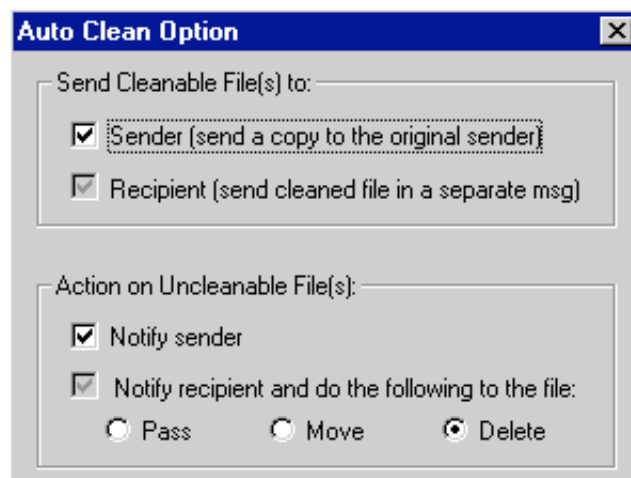 Auto Clean Option
Send Cleanable File(s) to:
Sender (send a copy to the original sender)
Recipient (send cleaned file in a separate msg)
Action on Uncleanable File(s):
Notify sender
Notify recipient and do the following to the file:
Pass Move Delete